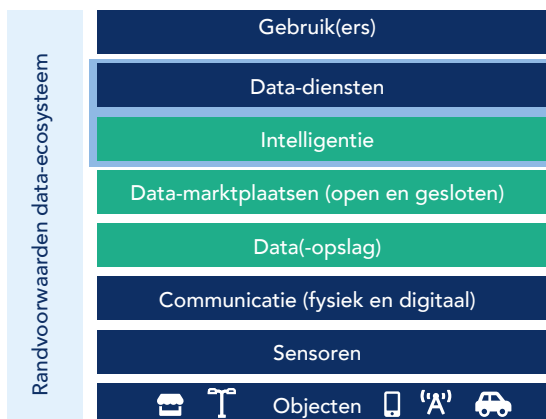 Randvoorwaarden data-ecosysteem
Gebruik(ers)
Data-diensten
Intelligentie
Data-marktplaatsen (open en gesloten)
Data(-opslag)
Communicatie (fysiek en digitaal)
Sensoren
Objecten